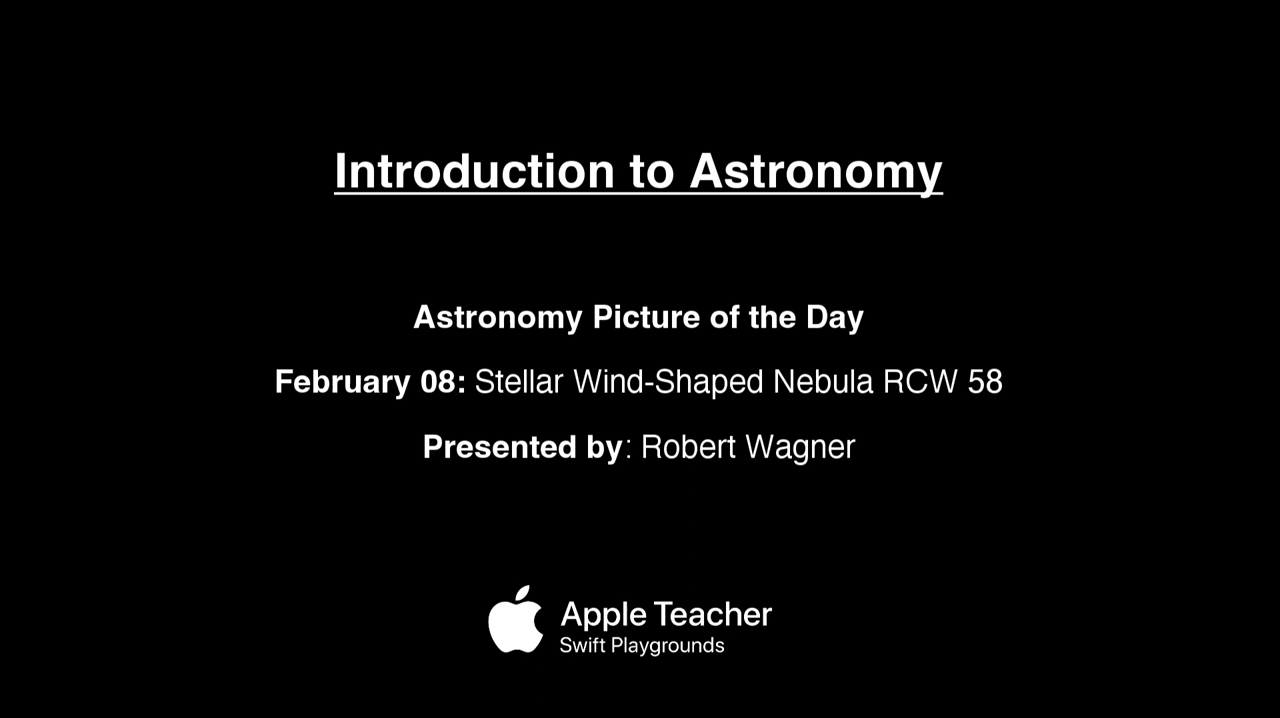 Introduction to Astronomy
Astronomy Picture of the Day
February 08: Stellar Wind-Shaped Nebula RCW 58
Presented by: Robert Wagner
Apple Teacher
Swift Playgrounds